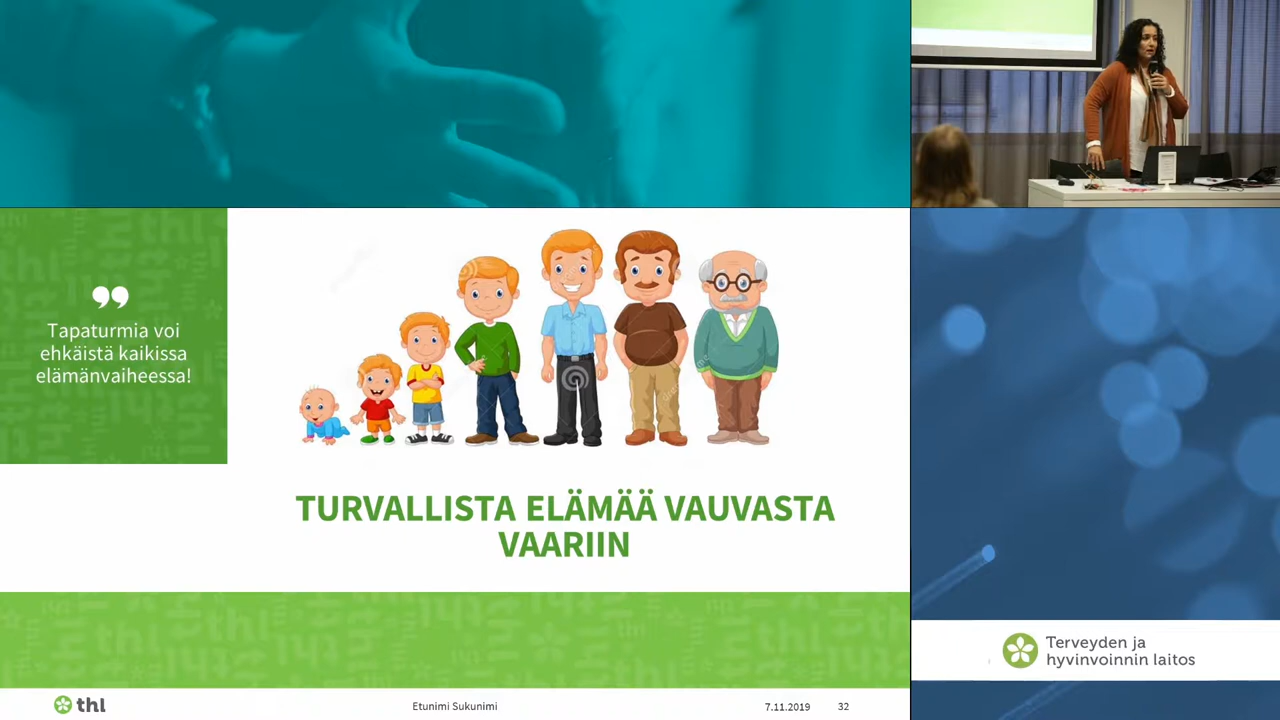 Tapaturmia voi
ehkäistä kaikissa
elämänvaiheessa!
TURVALLISTA ELÄMÄÄ VAUVASTA
VAARIIN
thl
Etunimi Sukunimi
7.11.2019
32
Terveyden ja
hyvinvoinnin laitos